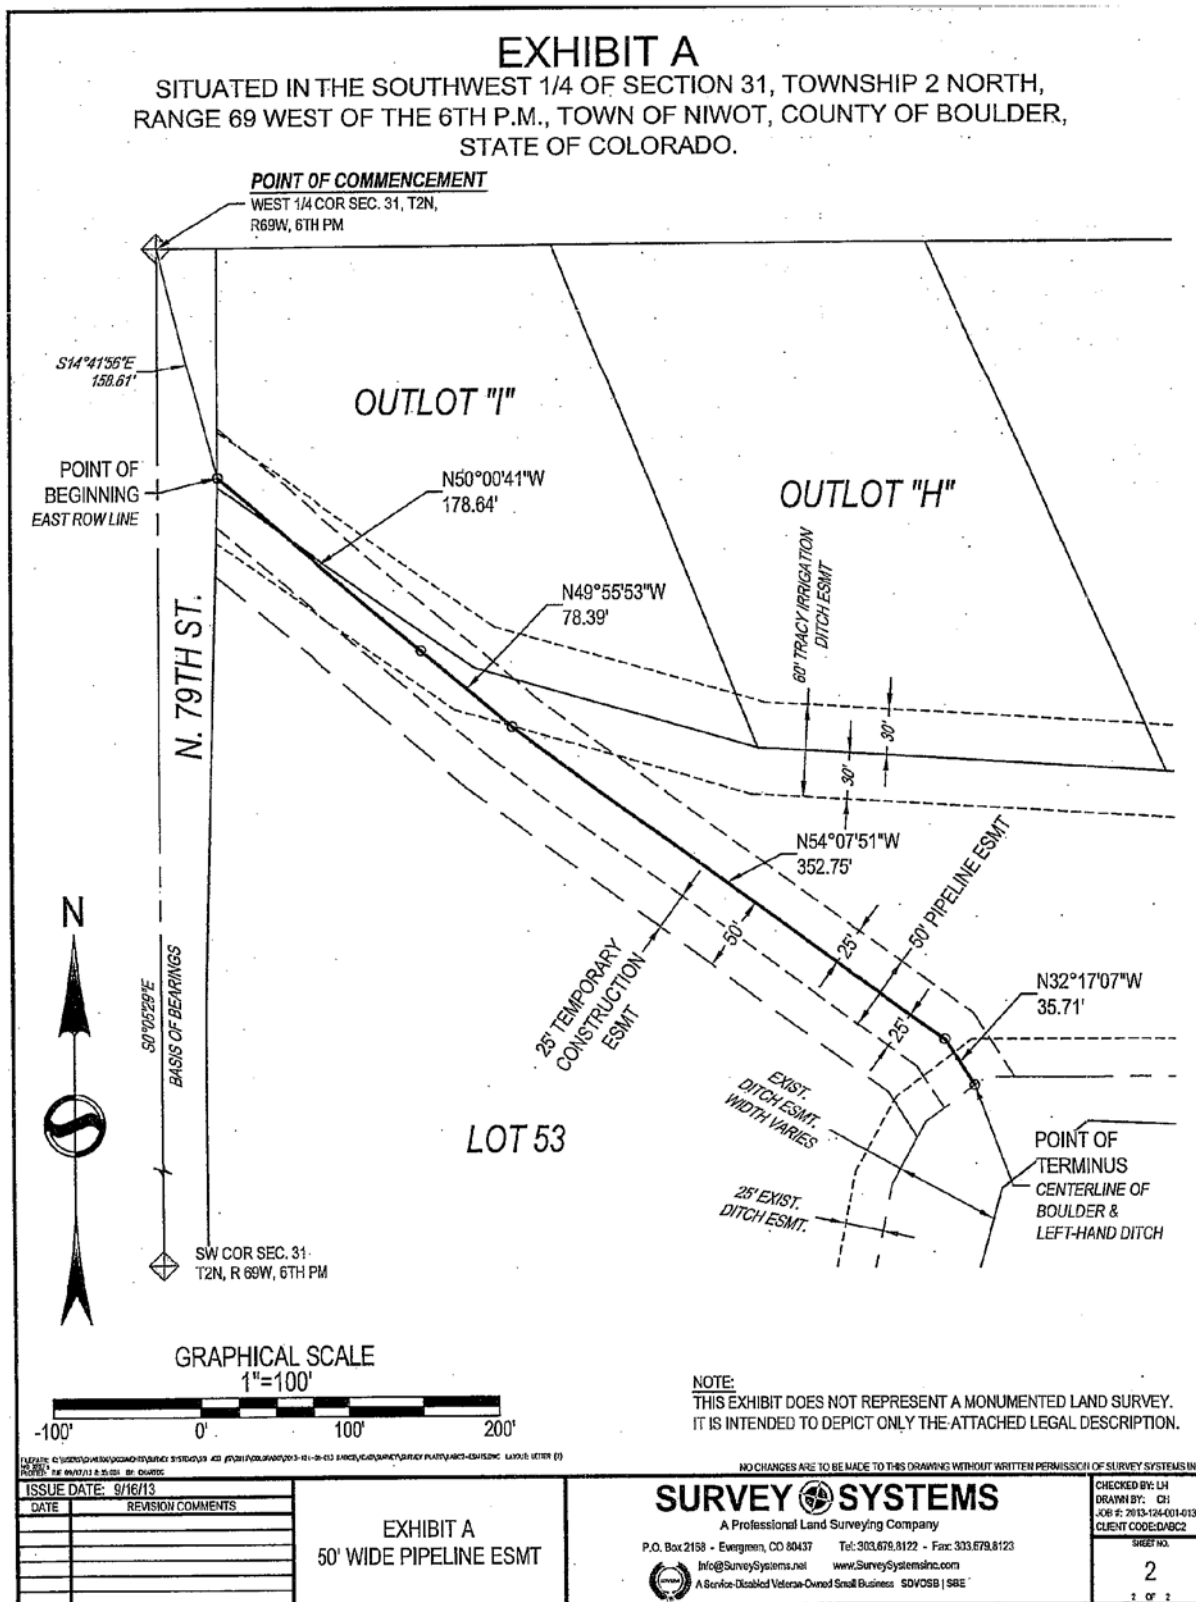 EXHIBIT A
SITUATED IN THE SOUTHWEST 1/4 OF SECTION 31, TOWNSHIP 2 NORTH,
RANGE 69 WEST OF THE 6TH P.M., TOWN OF NIWOT, COUNTY OF BOULDER,
STATE OF COLORADO.
POINT OF COMMENCEMENT
WEST 1/4 COR SEC. 31, T2N,
R69W, 6TH PM
S14°41'56"E
158.61'
OUTLOT "I"
POINT OF
BEGINNING
EAST ROW LINE
N50°00'41"W
178.64'
OUTLOT "H"
60' TRACY IRRIGATION
DITCH ESMT
N49°55'53"W
78.39'
N. 79TH ST.
30'
30'
N54°07'51"W
352.75'
50' PIPELINE ESMT
50'
25'
25'
25' TEMPORARY
CONSTRUCTION
ESMT
N32°17'07"W
35.71'
N
S0°05'29"E
BASIS OF BEARINGS
EXIST.
DITCH ESMT.
WIDTH VARIES
LOT 53
25' EXIST.
DITCH ESMT.
POINT OF
TERMINUS
CENTERLINE OF
BOULDER &
LEFT-HAND DITCH
SW COR SEC. 31
T2N, R 69W, 6TH PM
GRAPHICAL SCALE
1"=100'
-100' 0' 100' 200'
NOTE:
THIS EXHIBIT DOES NOT REPRESENT A MONUMENTED LAND SURVEY.
IT IS INTENDED TO DEPICT ONLY THE ATTACHED LEGAL DESCRIPTION.
NO CHANGES ARE TO BE MADE TO THIS DRAWING WITHOUT WRITTEN PERMISSION OF SURVEY SYSTEMS IN
ISSUE DATE: 9/16/13
DATE REVISION COMMENTS
EXHIBIT A
50' WIDE PIPELINE ESMT
SURVEY SYSTEMS
A Professional Land Surveying Company
P.O. Box 2168 - Evergreen, CO 80437 Tel: 303.679.8122 - Fax: 303.679.8123
Info@SurveySystems.net www.SurveySystemsinc.com
A Service-Disabled Veteran-Owned Small Business SDVOSB | SBE
CHECKED BY: LH
DRAWN BY: CH
JOB #: 2013-124-001-013
CLIENT CODE:DABC2
SHEET NO.
2
2 OF 2